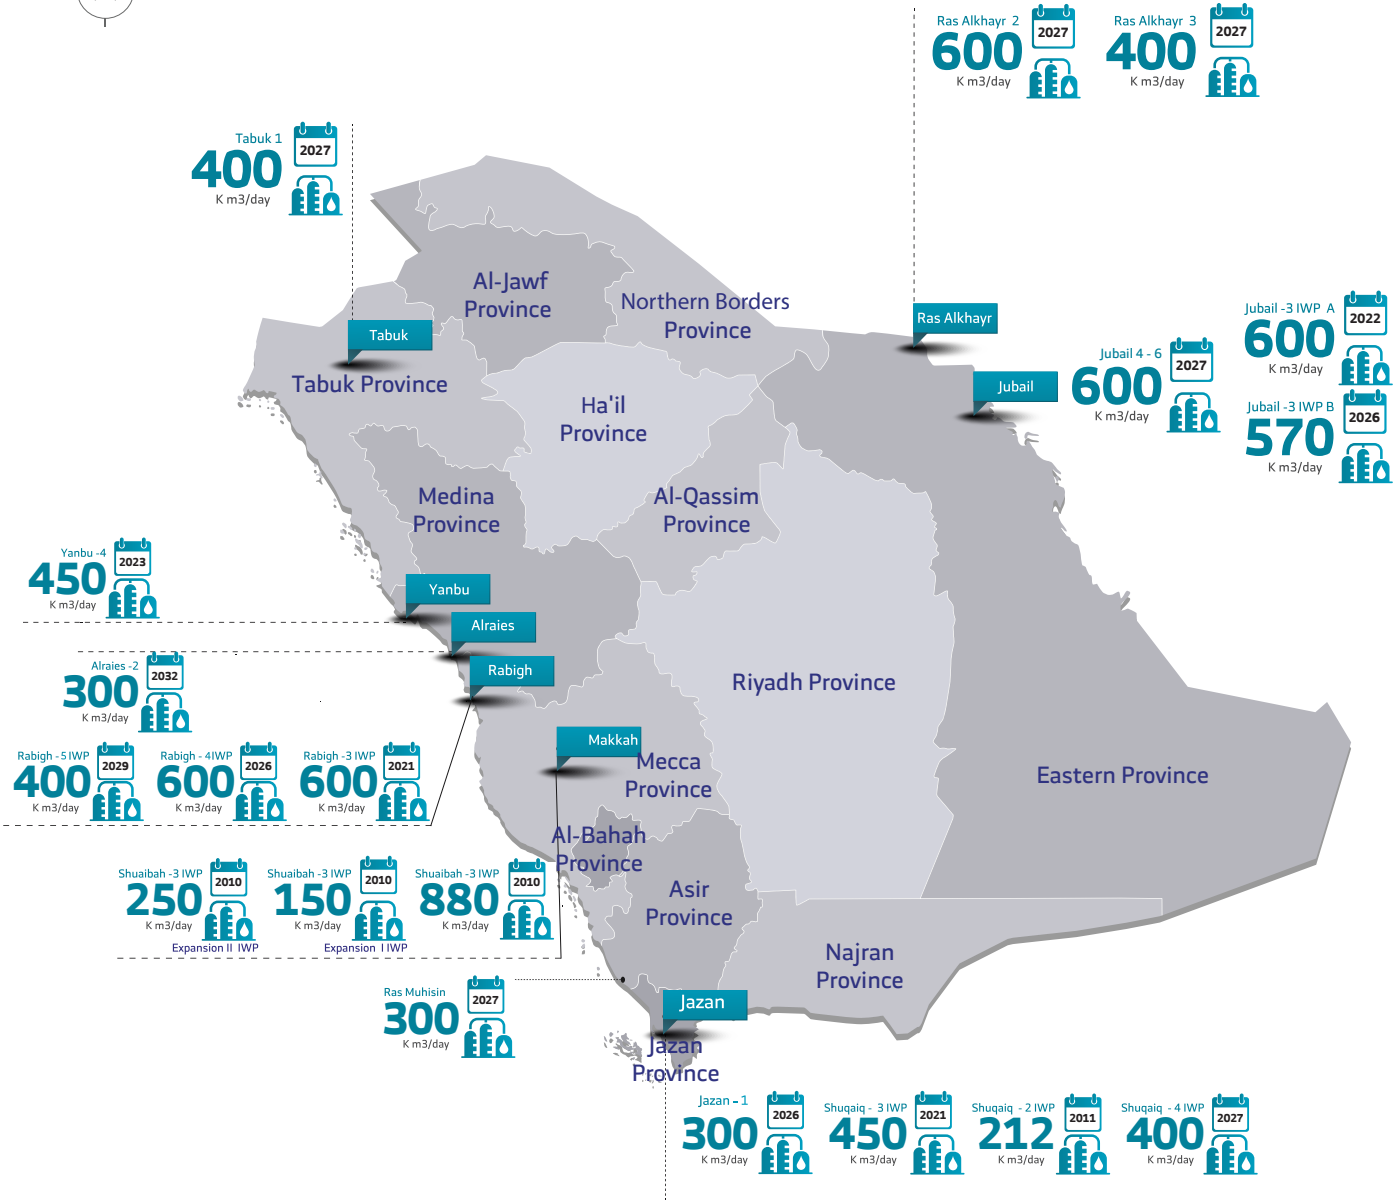 Ras Alkhayr 2
2027
600
K m3/day
Ras Alkhayr 3
2027
400
K m3/day
Tabuk 1
2027
400
K m3/day
Al-Jawf
Province
Northern Borders
Province
Ras Alkhayr
Tabuk
Tabuk Province
Jubail
Jubail 4 - 6
2027
600
K m3/day
Jubail -3 IWP A
2022
600
K m3/day
Jubail -3 IWP B
2026
570
K m3/day
Ha'il
Province
Medina
Province
Al-Qassim
Province
Yanbu -4
2023
450
K m3/day
Yanbu
Alraies
Rabigh
Alraies -2
2032
300
K m3/day
Riyadh Province
Rabigh - 5 IWP
2029
400
K m3/day
Rabigh - 4IWP
2026
600
K m3/day
Rabigh -3 IWP
2021
600
K m3/day
Makkah
Mecca
Province
Eastern Province
Al-Bahah
Province
Shuaibah -3 IWP
2010
250
K m3/day
Expansion II IWP
Shuaibah -3 IWP
2010
150
K m3/day
Expansion I IWP
Shuaibah -3 IWP
2010
880
K m3/day
Asir
Province
Najran
Province
Ras Muhisin
2027
300
K m3/day
Jazan
Jazan
Province
Jazan - 1
2026
300
K m3/day
Shuqaiq - 3 IWP
2021
450
K m3/day
Shuqaiq - 2 IWP
2011
212
K m3/day
Shuqaiq - 4 IWP
2027
400
K m3/day